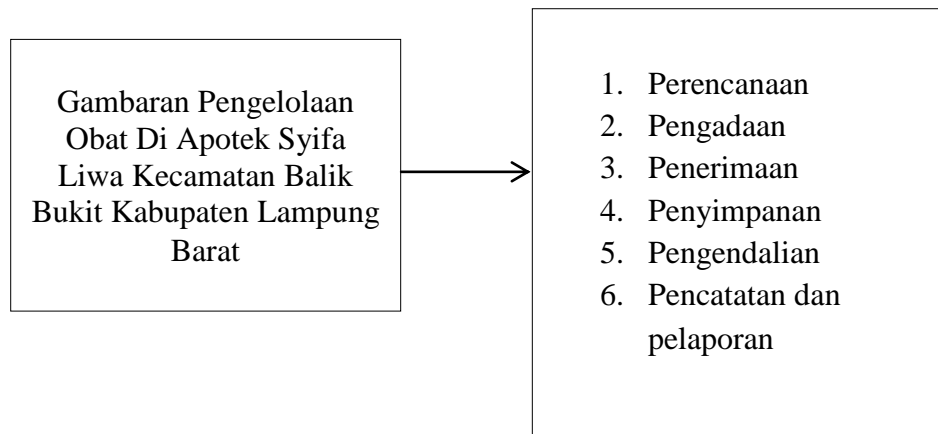 Gambaran Pengelolaan
Obat Di Apotek Syifa
Liwa Kecamatan Balik
Bukit Kabupaten Lampung
Barat
1. Perencanaan
2. Pengadaan
3. Penerimaan
4. Penyimpanan
5. Pengendalian
6. Pencatatan dan
pelaporan